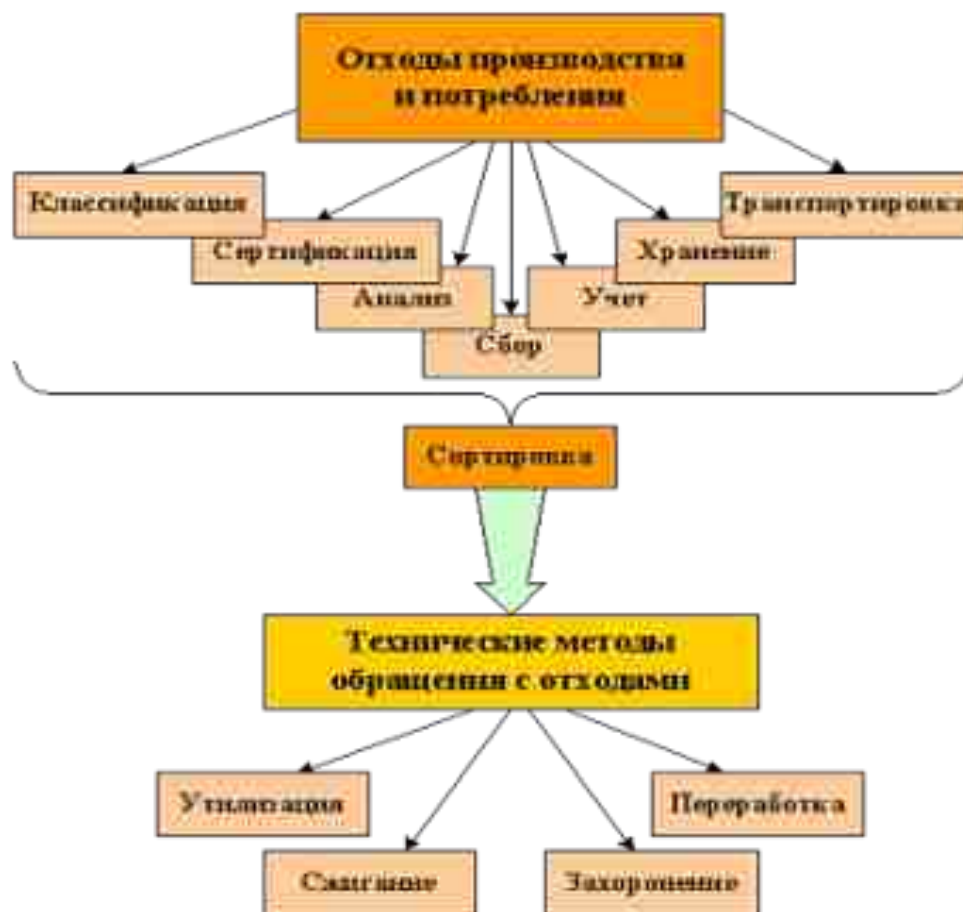 Отходы производства
и потребления
Классификация
Транспортировка
Сертификация
Хранение
Анализ
Учет
Сбор
Сортировка
Технические методы
обращения с отходами
Утилизация
Переработка
Сжигание
Захоронение